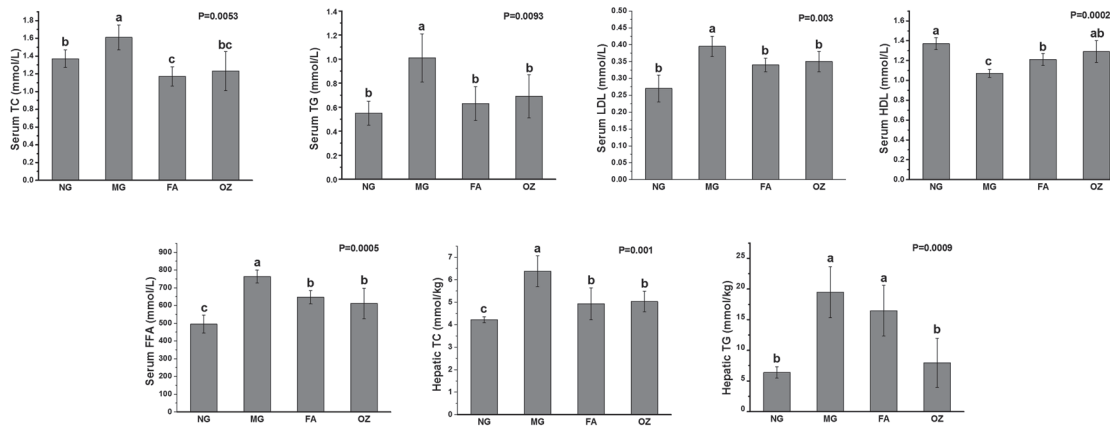 P=0.0053
Serum TC (mmol/L)
1.8
1.6
1.4
1.2
1.0
0.8
0.6
0.4
0.2
0.0
b
a
c
bc
NG
MG
FA
OZ
P=0.0093
Serum TG (mmol/L)
1.4
1.2
1.0
0.8
0.6
0.4
0.2
0.0
b
a
b
b
NG
MG
FA
OZ
P=0.003
Serum LDL (mmol/L)
0.50
0.45
0.40
0.35
0.30
0.25
0.20
0.15
0.10
0.05
0.00
b
a
b
b
NG
MG
FA
OZ
P=0.0002
Serum HDL (mmol/L)
1.6
1.4
1.2
1.0
0.8
0.6
0.4
0.2
0.0
a
c
b
ab
NG
MG
FA
OZ
P=0.0005
Serum FFA (mmol/L)
900
800
700
600
500
400
300
200
100
0
c
a
b
b
NG
MG
FA
OZ
P=0.001
Hepatic TC (mmol/kg)
7
6
5
4
3
2
1
0
c
a
b
b
NG
MG
FA
OZ
P=0.0009
Hepatic TG (mmol/kg)
25
20
15
10
5
0
b
a
a
b
NG
MG
FA
OZ